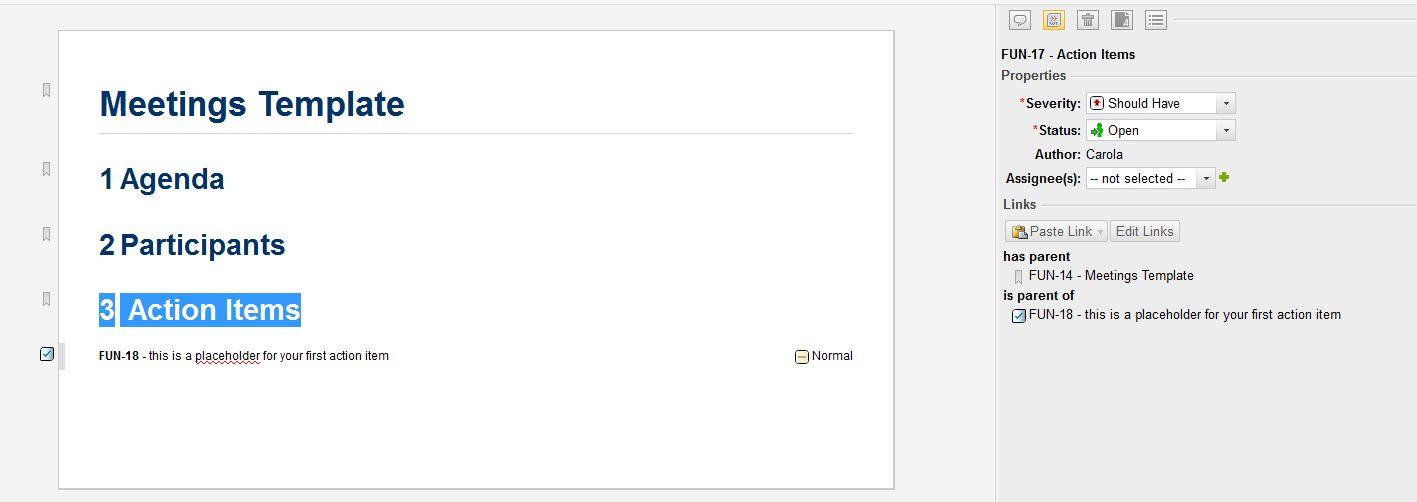 Meetings Template
1 Agenda
2 Participants
3 Action Items
FUN-18 - this is a placeholder for your first action item
Normal
FUN-17 - Action Items
Properties
*Severity: Should Have
*Status: Open
Author: Carola
Assignee(s): -- not selected --
Links
Paste Link Edit Links
has parent
FUN-14 - Meetings Template
is parent of
FUN-18 - this is a placeholder for your first action item